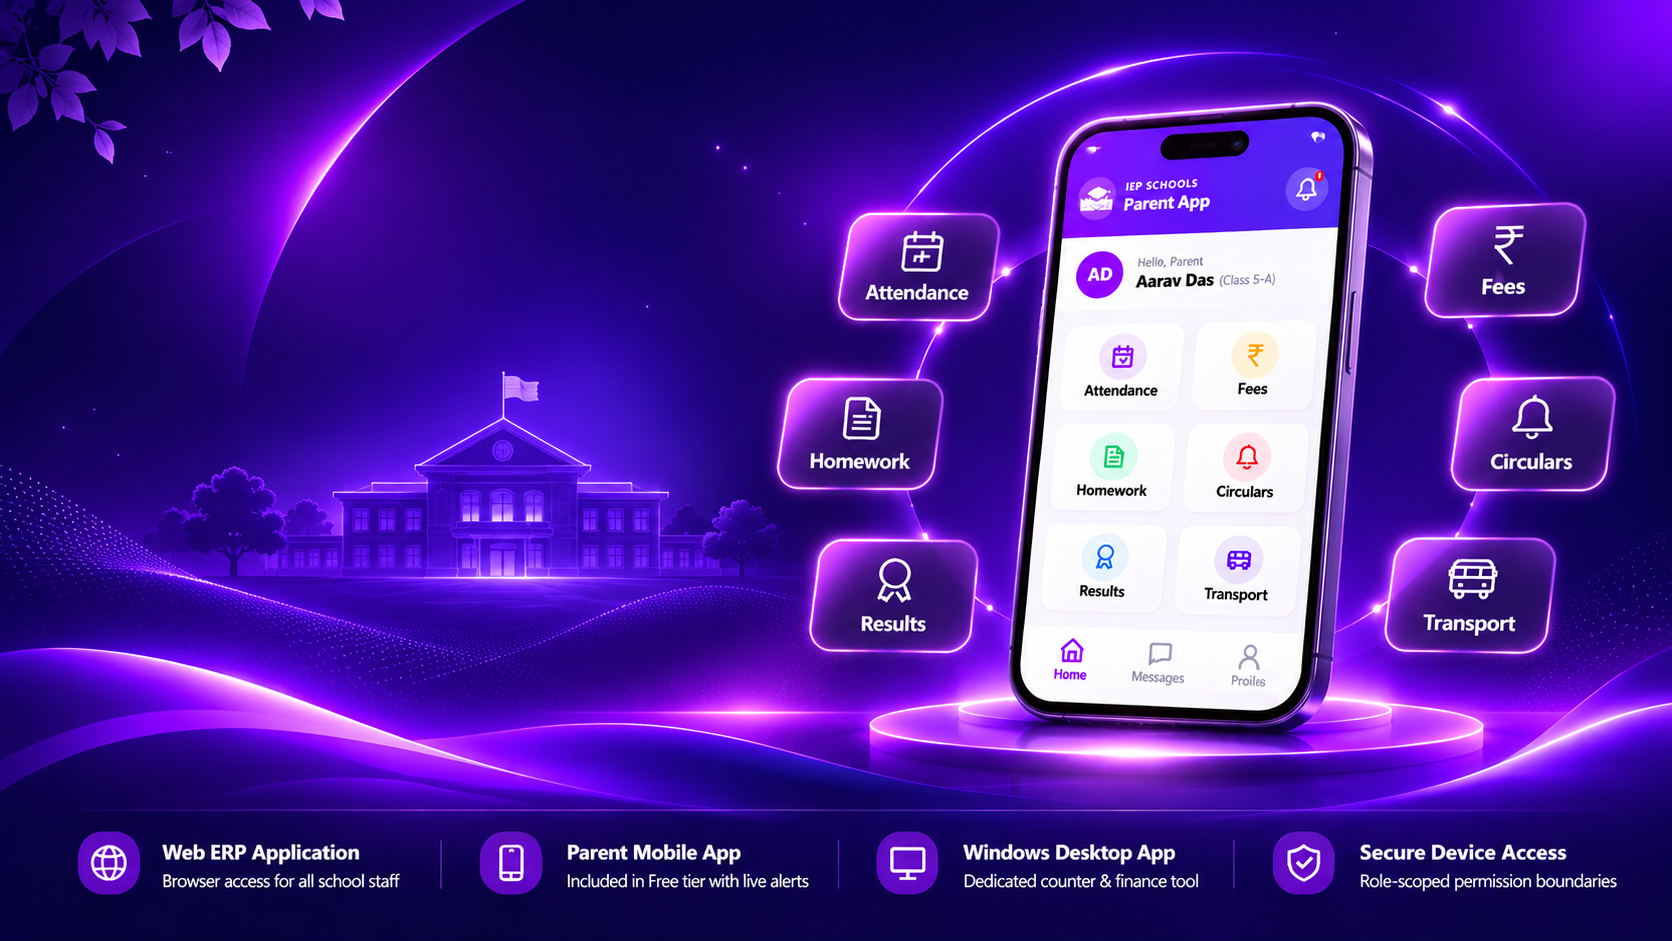 IEP SCHOOLS
Parent App
Hello, Parent
AD
Aarav Das (Class 5-A)
Attendance
Fees
Homework
Circulars
Results
Transport
Home
Messages
Proiles
Attendance
Homework
Results
Fees
Circulars
Transport
Web ERP Application
Browser access for all school staff
Parent Mobile App
Included in Free tier with live alerts
Windows Desktop App
Dedicated counter & finance tool
Secure Device Access
Role-scoped permission boundaries